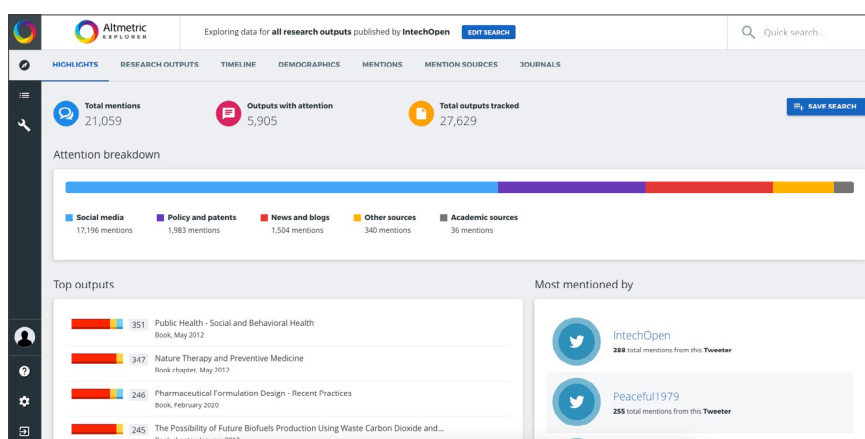 Altmetric
EXPLORER
Exploring data for all research outputs published by IntechOpen
EDIT SEARCH
Quick search...
HIGHLIGHTS RESEARCH OUTPUTS TIMELINE DEMOGRAPHICS MENTIONS MENTION SOURCES JOURNALS
Total mentions
21,059
Outputs with attention
5,905
Total outputs tracked
27,629
SAVE SEARCH
Attention breakdown
Social media
17,196 mentions
Policy and patents
1,983 mentions
News and blogs
1,504 mentions
Other sources
340 mentions
Academic sources
36 mentions
Top outputs
351 Public Health - Social and Behavioral Health
Book, May 2012
347 Nature Therapy and Preventive Medicine
Book chapter, May 2012
246 Pharmaceutical Formulation Design - Recent Practices
Book, February 2020
245 The Possibility of Future Biofuels Production Using Waste Carbon Dioxide and...
Most mentioned by
IntechOpen
288 total mentions from this Tweeter
Peaceful1979
255 total mentions from this Tweeter